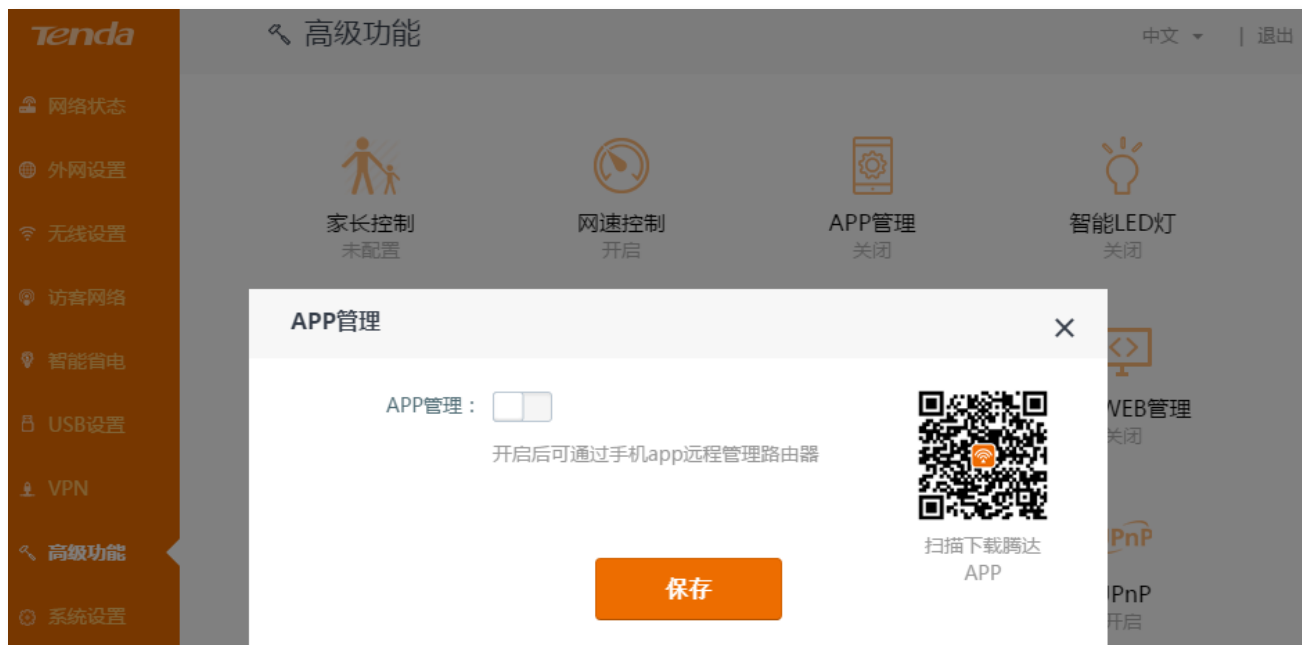 Tenda
高级功能
中文
| 退出
网络状态
外网设置
无线设置
访客网络
智能省电
USB设置
VPN
高级功能
系统设置
家长控制
未配置
网速控制
开启
APP管理
关闭
智能LED灯
关闭
APP管理
APP管理：
开启后可通过手机app远程管理路由器
扫描下载腾达
APP
保存
WEB管理
关闭
PnP
UPnP
开启